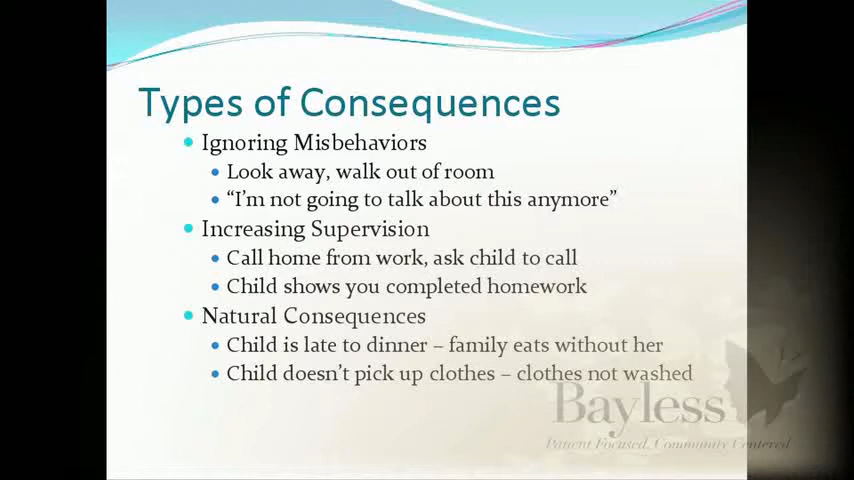 Types of Consequences
• Ignoring Misbehaviors
• Look away, walk out of room
• “I’m not going to talk about this anymore”
• Increasing Supervision
• Call home from work, ask child to call
• Child shows you completed homework
• Natural Consequences
• Child is late to dinner – family eats without her
• Child doesn’t pick up clothes – clothes not washed
Bayless
Patient Focused, Community Centered